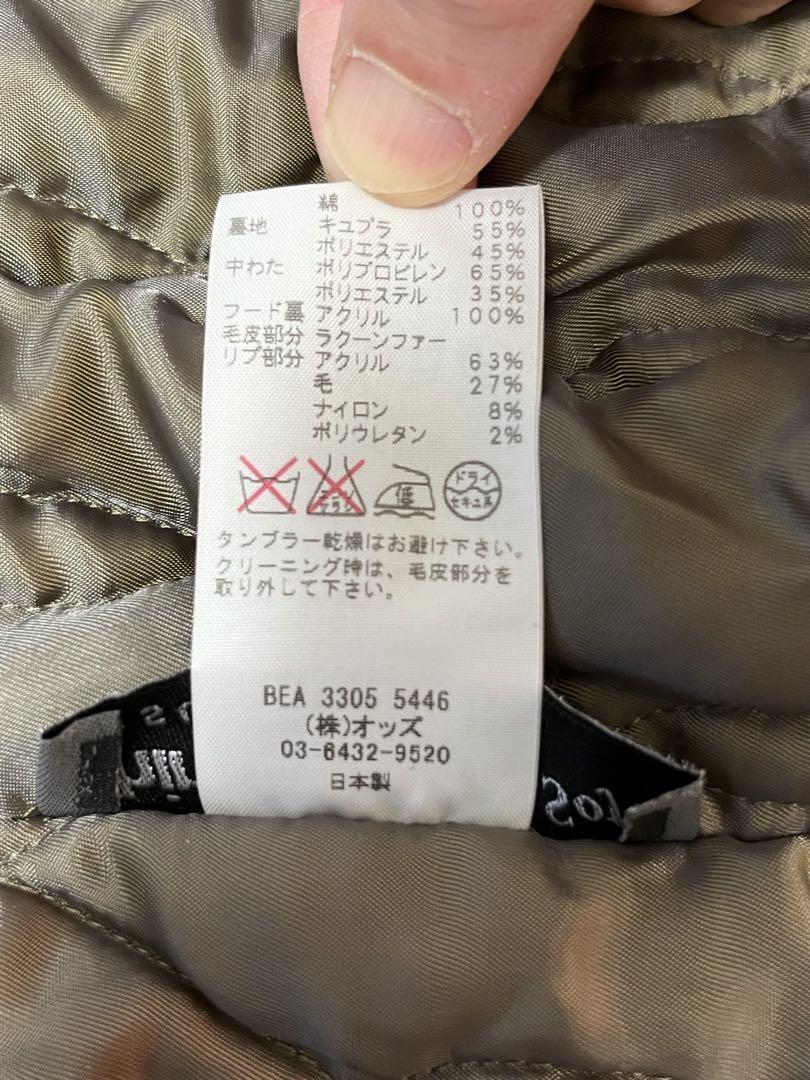 綿 100%
裏地 キュプラ 55%
ポリエステル 45%
中わた ポリプロピレン 65%
ポリエステル 35%
フード裏 アクリル 100%
毛皮部分 ラクーンファー
リブ部分 アクリル 63%
毛 27%
ナイロン 8%
ポリウレタン 2%
低
ドライ
セキユ系
タンブラー乾燥はお避け下さい。
クリーニング時は、毛皮部分を
取り外して下さい。
BEA 3305 5446
(株)オッズ
03-6432-9520
日本製